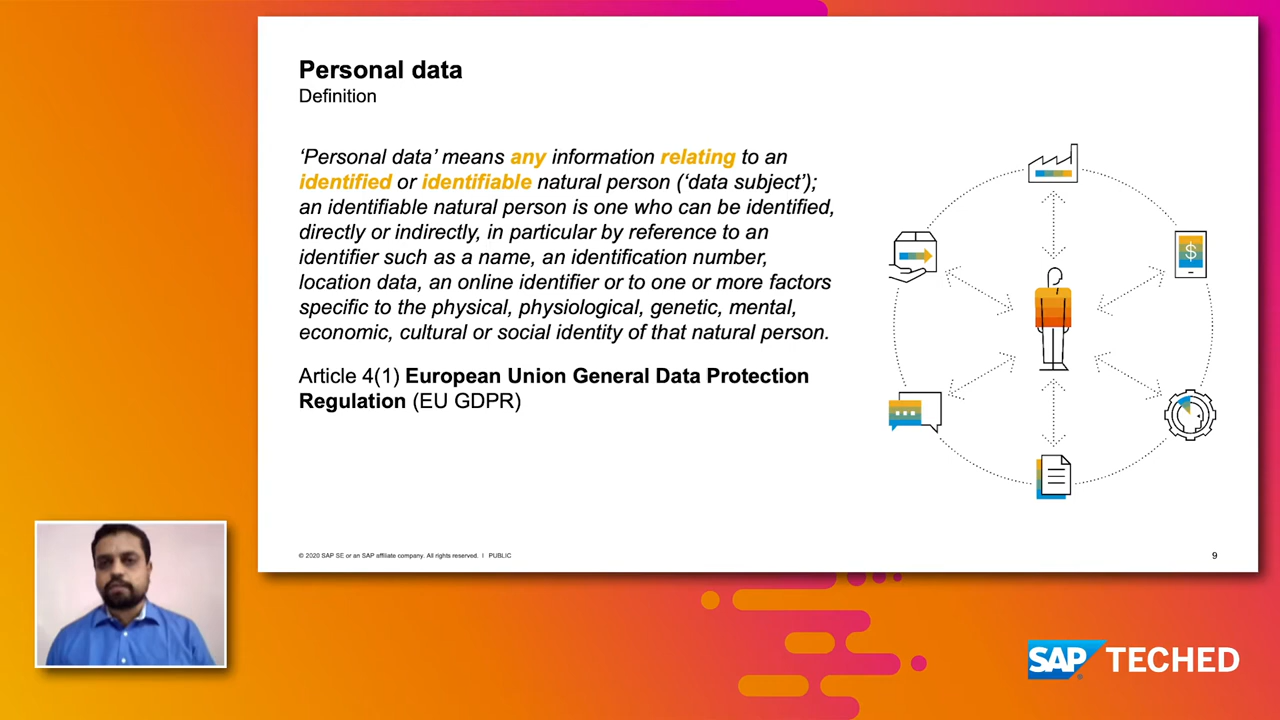 Personal data
Definition
‘Personal data’ means any information relating to an
identified or identifiable natural person (‘data subject’);
an identifiable natural person is one who can be identified,
directly or indirectly, in particular by reference to an
identifier such as a name, an identification number,
location data, an online identifier or to one or more factors
specific to the physical, physiological, genetic, mental,
economic, cultural or social identity of that natural person.
Article 4(1) European Union General Data Protection
Regulation (EU GDPR)
$
© 2020 SAP SE or an SAP affiliate company. All rights reserved. I PUBLIC
9
SAP® TECHED